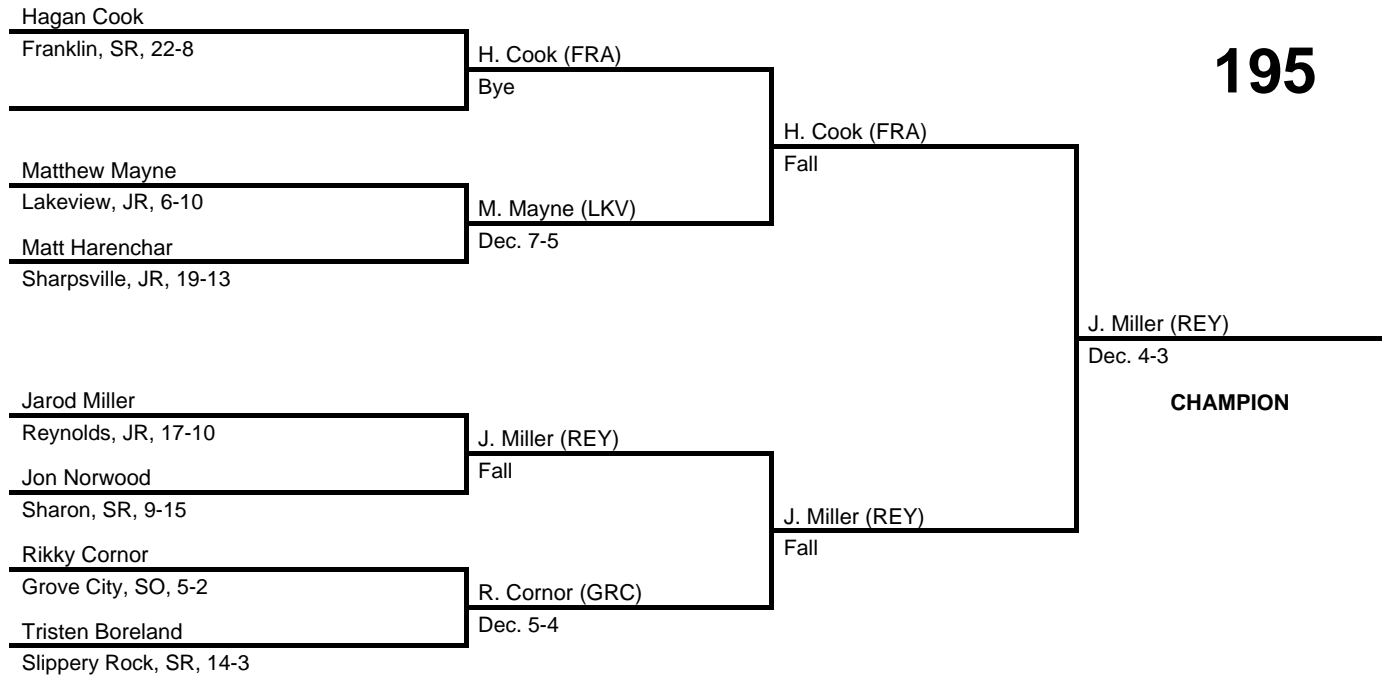 Hagan Cook
Franklin, SR, 22-8
H. Cook (FRA)
Bye
195
H. Cook (FRA)
Fall
Matthew Mayne
Lakeview, JR, 6-10
M. Mayne (LKV)
Dec. 7-5
Matt Harenchar
Sharpsville, JR, 19-13
J. Miller (REY)
Dec. 4-3
CHAMPION
Jarod Miller
Reynolds, JR, 17-10
J. Miller (REY)
Fall
Jon Norwood
Sharon, SR, 9-15
J. Miller (REY)
Fall
Rikky Cornor
Grove City, SO, 5-2
R. Cornor (GRC)
Dec. 5-4
Tristen Boreland
Slippery Rock, SR, 14-3